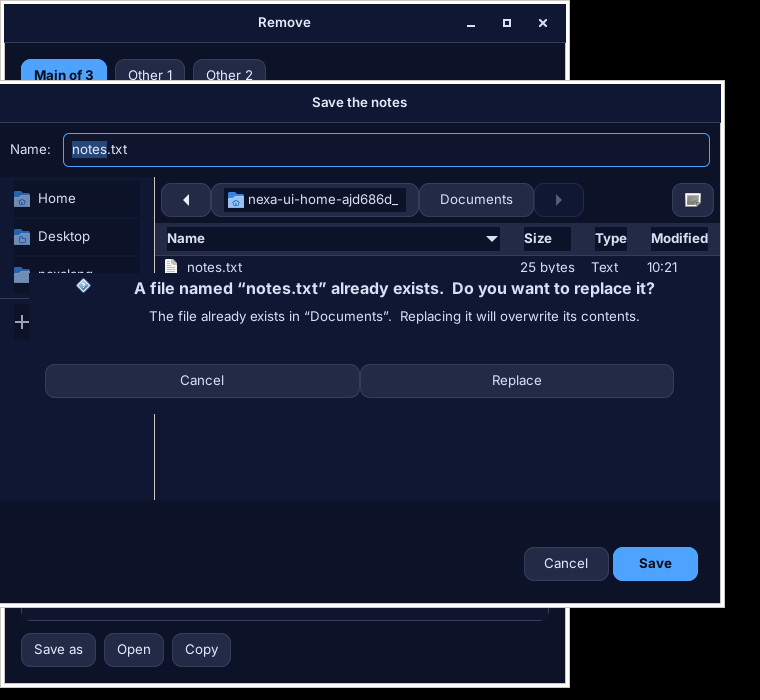 Remove
Main of 3 Other 1 Other 2
Save the notes
Name: notes.txt
Home
nexa-ui-home-ajd686d_ Documents
Desktop
Name Size Type Modified
notes.txt 25 bytes Text 10:21
A file named “notes.txt” already exists.  Do you want to replace it?
The file already exists in “Documents”.  Replacing it will overwrite its contents.
Cancel Replace
Cancel Save
Save as Open Copy